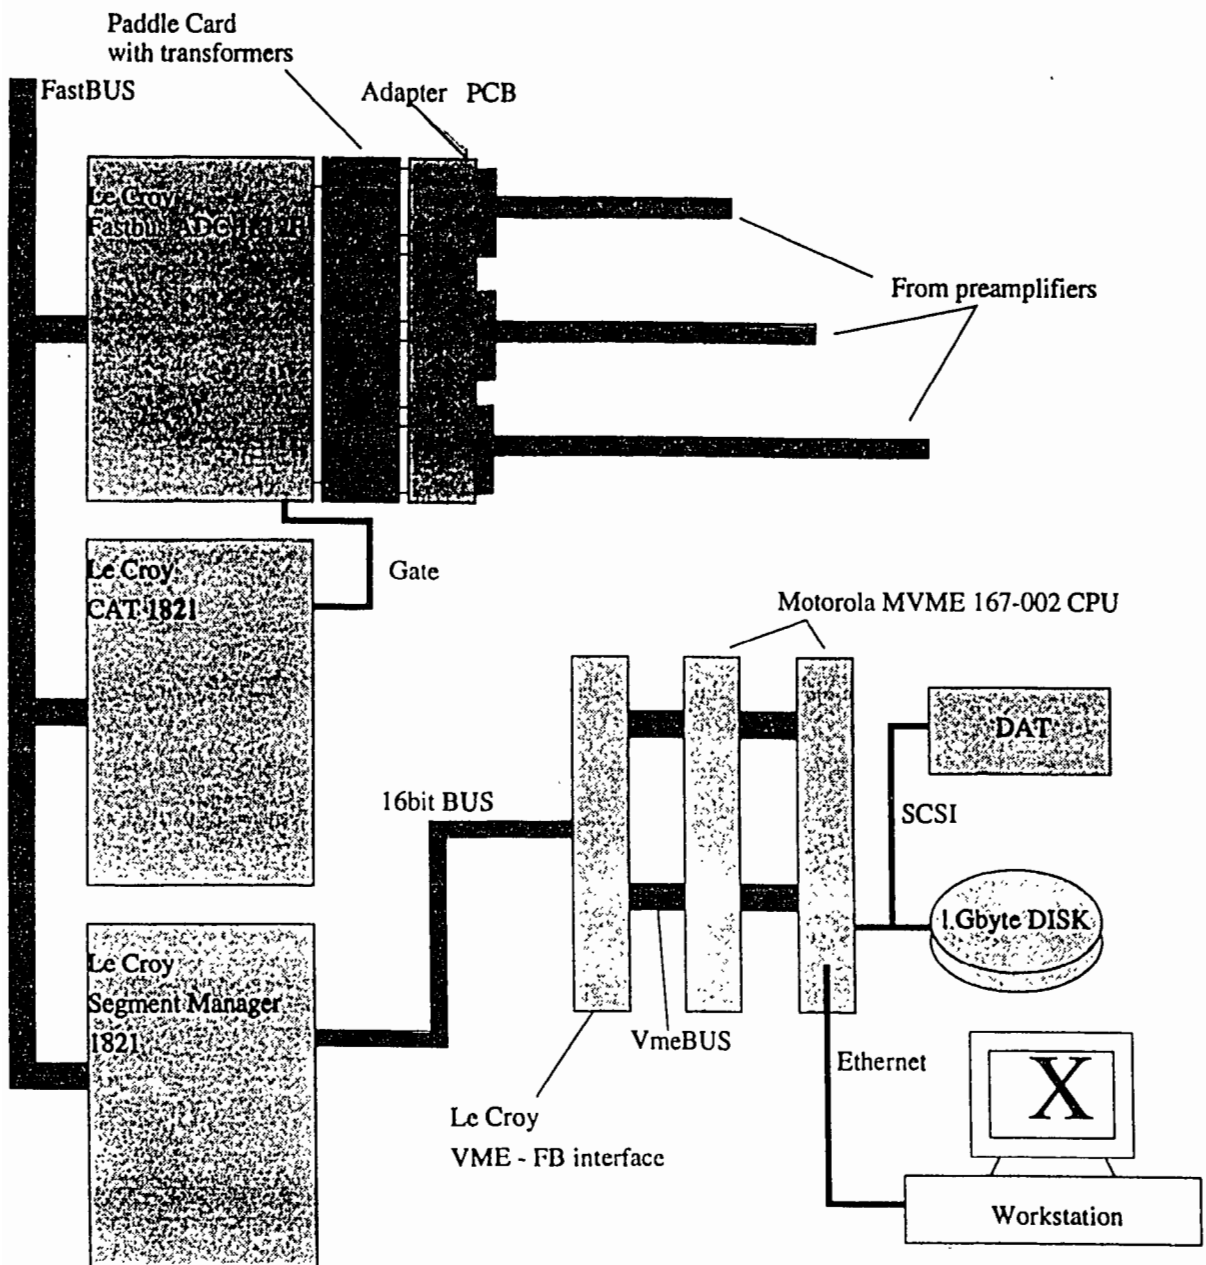 Paddle Card
with transformers
FastBUS
Adapter PCB
Le Croy
Fastbus ADC
From preamplifiers
Gate
Le Croy
CAT 1821
Motorola MVME 167-002 CPU
DAT
16bit BUS
SCSI
1.Gbyte DISK
Le Croy
Segment Manager
1821
VmeBUS
Ethernet
X
Le Croy
VME - FB interface
Workstation